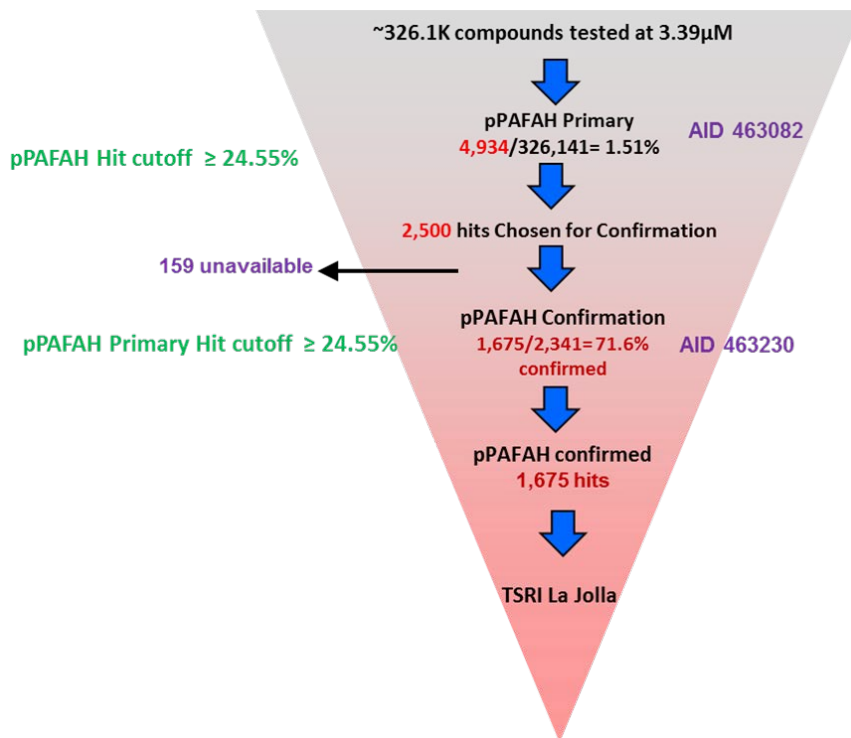 ~326.1K compounds tested at 3.39µM
pPAFAH Primary
AID 463082
4,934/326,141= 1.51%
pPAFAH Hit cutoff ≥ 24.55%
2,500 hits Chosen for Confirmation
159 unavailable
pPAFAH Confirmation
pPAFAH Primary Hit cutoff ≥ 24.55%
1,675/2,341= 71.6%
AID 463230
confirmed
pPAFAH confirmed
1,675 hits
TSRI La Jolla